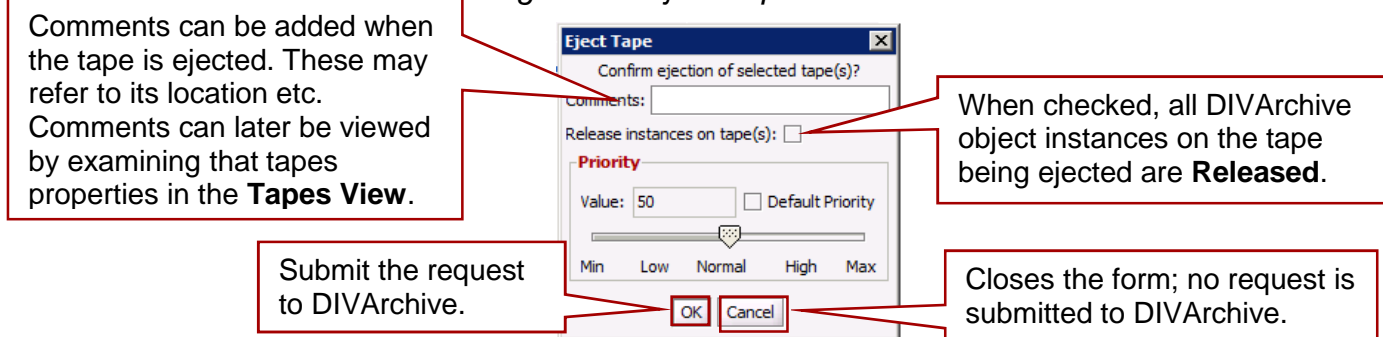 Comments can be added when
the tape is ejected. These may
refer to its location etc.
Comments can later be viewed
by examining that tapes
properties in the Tapes View.
Eject Tape
Confirm ejection of selected tape(s)?
Comments:
Release instances on tape(s):
Priority
Value: 50 Default Priority
Min Low Normal High Max
OK Cancel
When checked, all DIVArchive
object instances on the tape
being ejected are Released.
Submit the request
to DIVArchive.
Closes the form; no request is
submitted to DIVArchive.